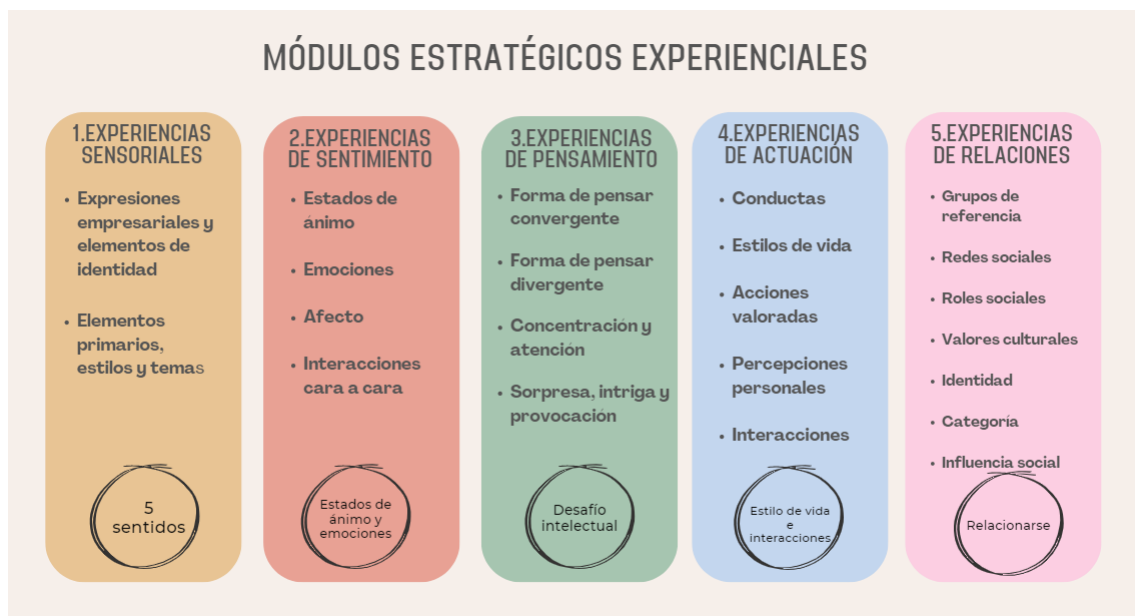 MÓDULOS ESTRATÉGICOS EXPERIENCIALES
1.EXPERIENCIAS
SENSORIALES
• Expresiones
empresariales y
elementos de
identidad
• Elementos
primarios,
estilos y temas
5
sentidos
2.EXPERIENCIAS
DE SENTIMIENTO
• Estados de
ánimo
• Emociones
• Afecto
• Interacciones
cara a cara
Estados de
ánimo y
emociones
3.EXPERIENCIAS
DE PENSAMIENTO
• Forma de pensar
convergente
• Forma de pensar
divergente
• Concentración y
atención
• Sorpresa, intriga y
provocación
Desafío
intelectual
4.EXPERIENCIAS
DE ACTUACIÓN
• Conductas
• Estilos de vida
• Acciones
valoradas
• Percepciones
personales
• Interacciones
Estilo de vida
e
interacciones
5.EXPERIENCIAS
DE RELACIONES
• Grupos de
referencia
• Redes sociales
• Roles sociales
• Valores culturales
• Identidad
• Categoría
• Influencia social
Relacionarse